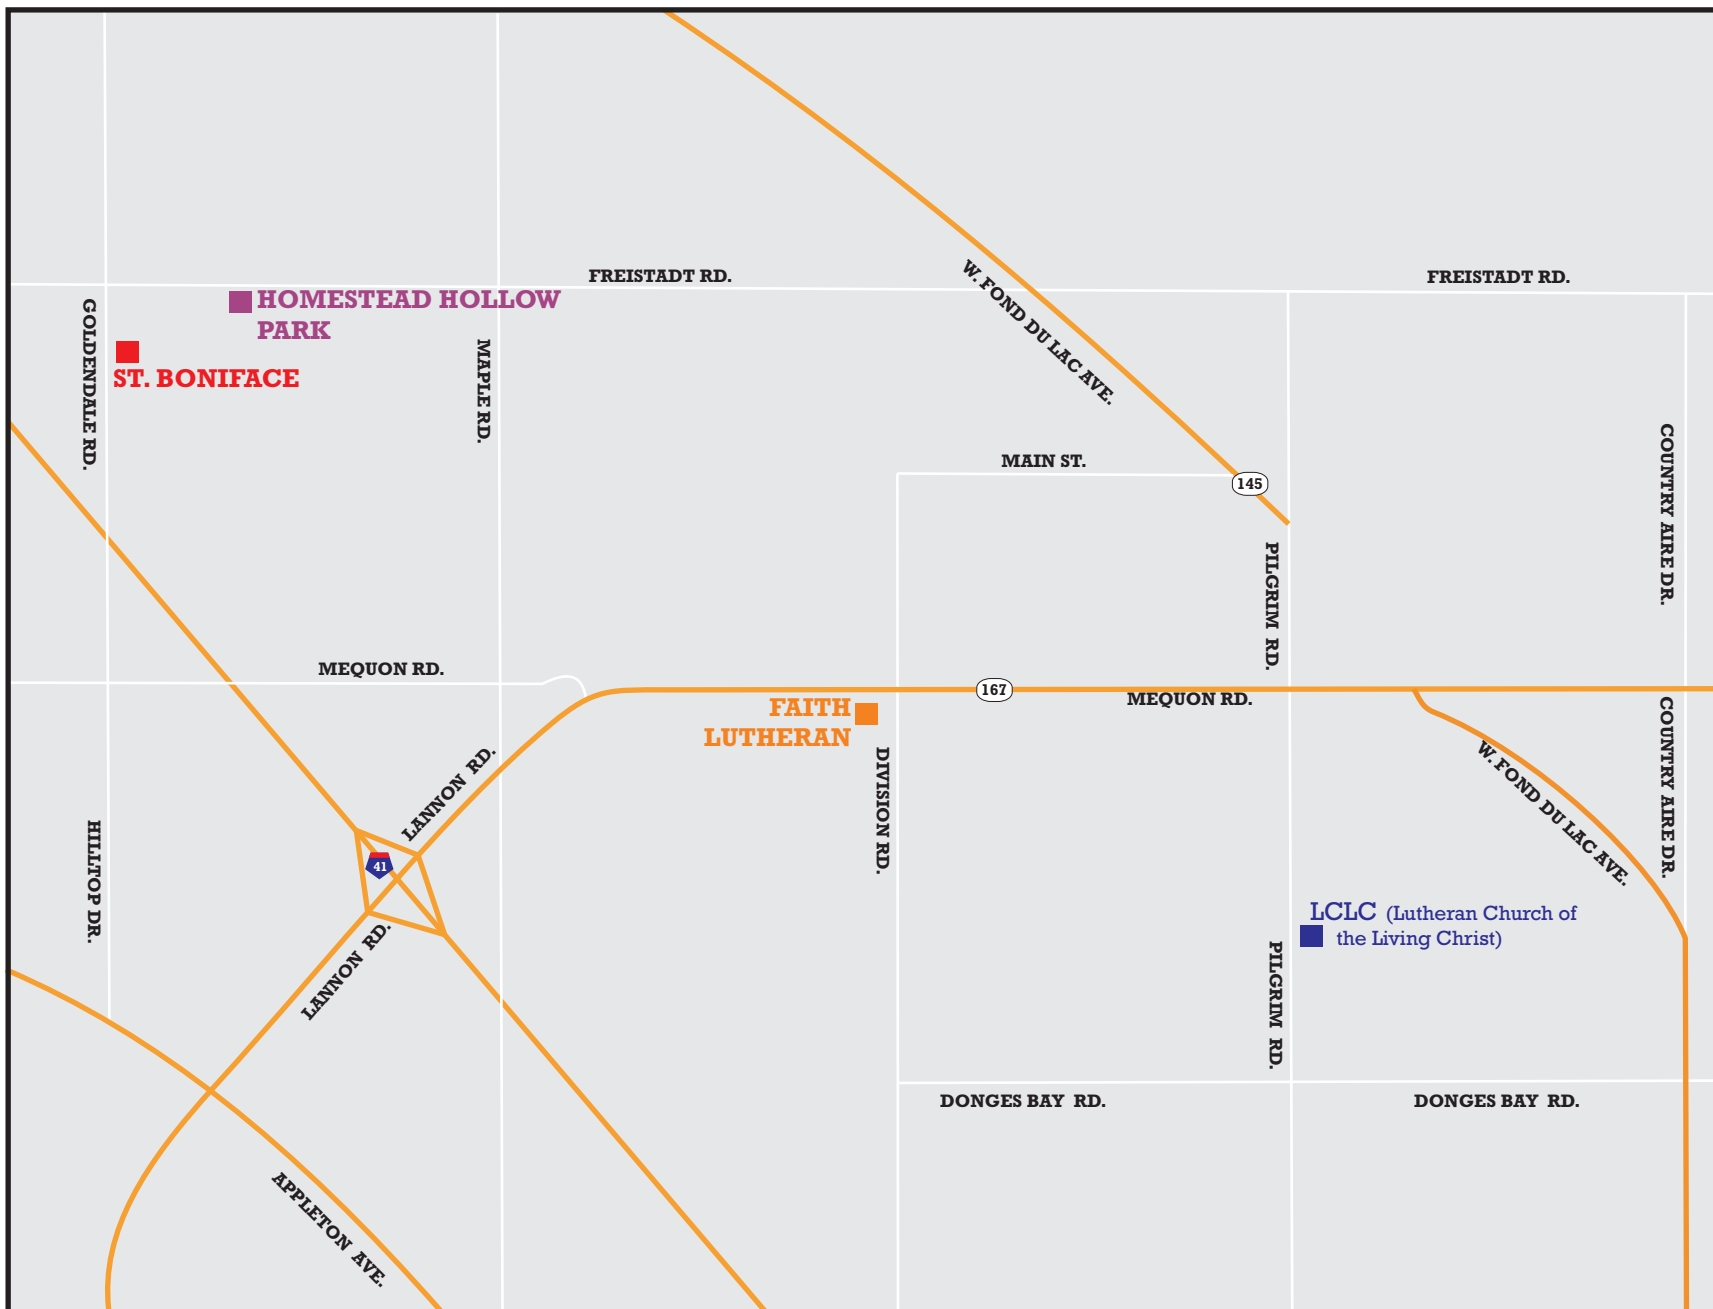 FREISTADT RD.
FREISTADT RD.
W. FOND DU LAC AVE.
HOMESTEAD HOLLOW
PARK
GOLDENDALE RD.
ST. BONIFACE
MAPLE RD.
MAIN ST.
145
COUNTRY AIRE DR.
PILGRIM RD.
MEQUON RD.
167
MEQUON RD.
FAITH
LUTHERAN
COUNTRY AIRE DR.
W. FOND DU LAC AVE.
LANNON RD.
DIVISION RD.
HILLTOP DR.
41
LCLC (Lutheran Church of
the Living Christ)
LANNON RD.
PILGRIM RD.
DONGES BAY RD.
DONGES BAY RD.
APPLETON AVE.